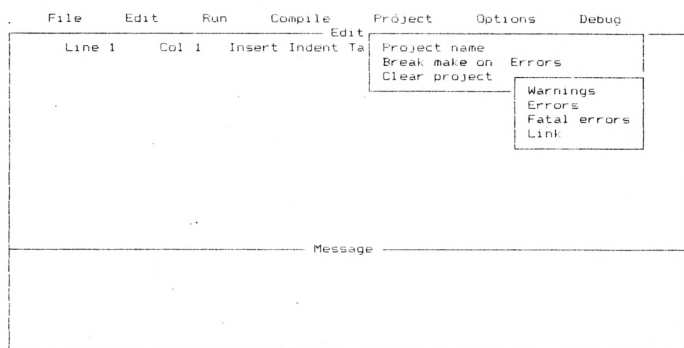 File Edit Run Compile Project Options Debug
Edit
Line 1 Col 1 Insert Indent Ta
Project name
Break make on Errors
Clear project
Warnings
Errors
Fatal errors
Link
Message